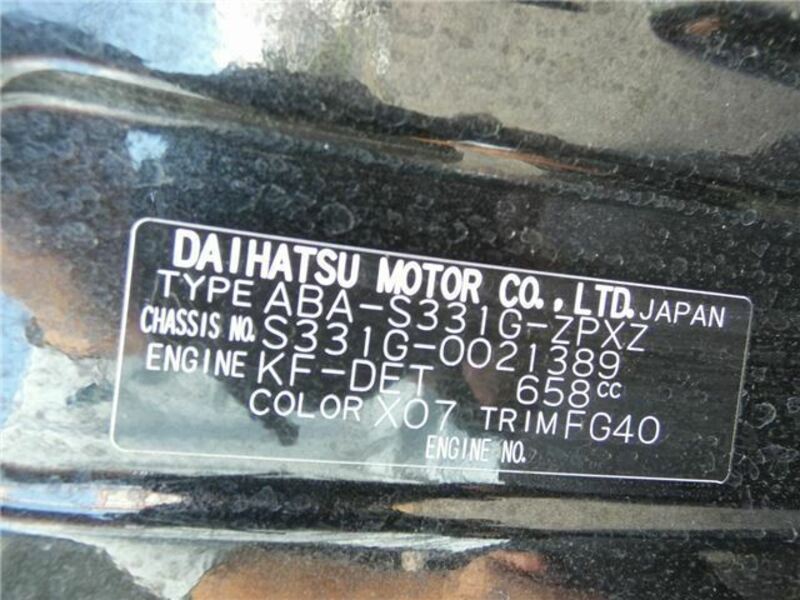 DAIHATSU MOTOR CO., LTD. JAPAN
TYPE ABA-S331G-ZPXZ
CHASSIS NO. S331G-0021389
ENGINE KF-DET 658cc
COLOR X07 TRIM FG40
ENGINE NO.